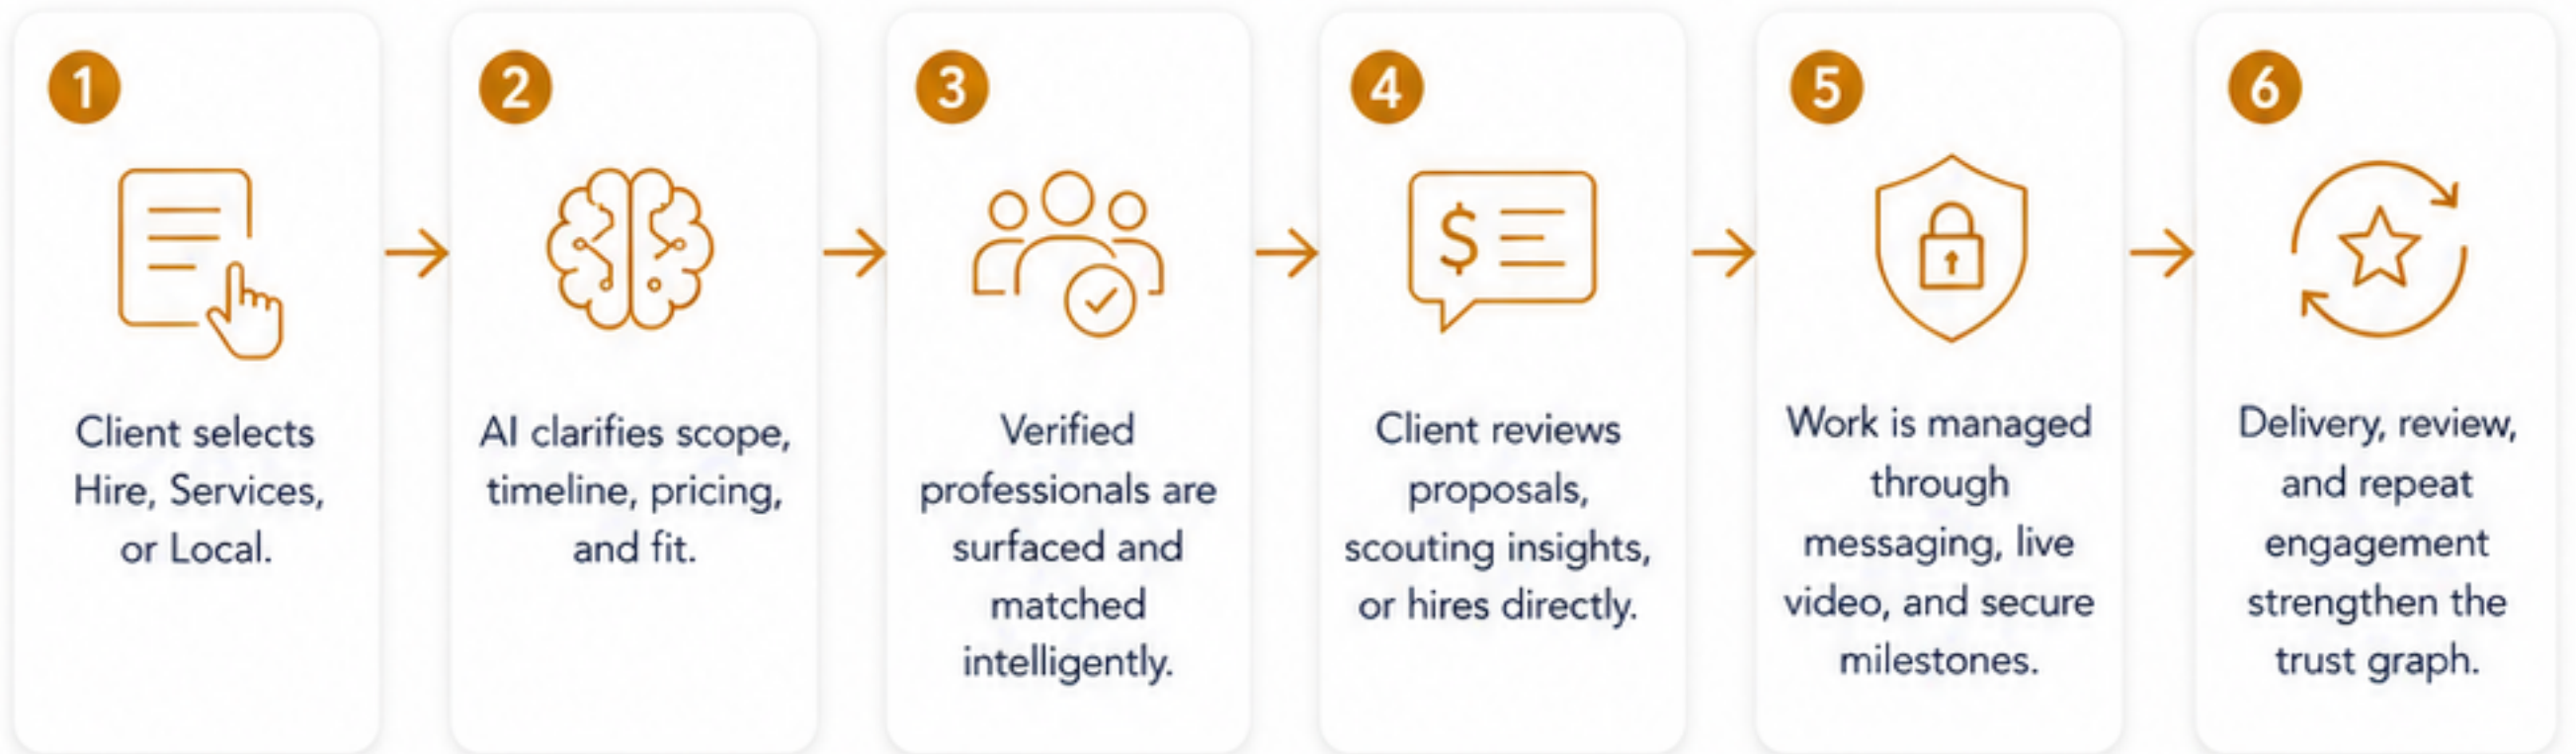 1
Client selects
Hire, Services,
or Local.
2
AI clarifies scope,
timeline, pricing,
and fit.
3
Verified
professionals are
surfaced and
matched
intelligently.
4
$
Client reviews
proposals,
scouting insights,
or hires directly.
5
Work is managed
through
messaging, live
video, and secure
milestones.
6
Delivery, review,
and repeat
engagement
strengthen the
trust graph.